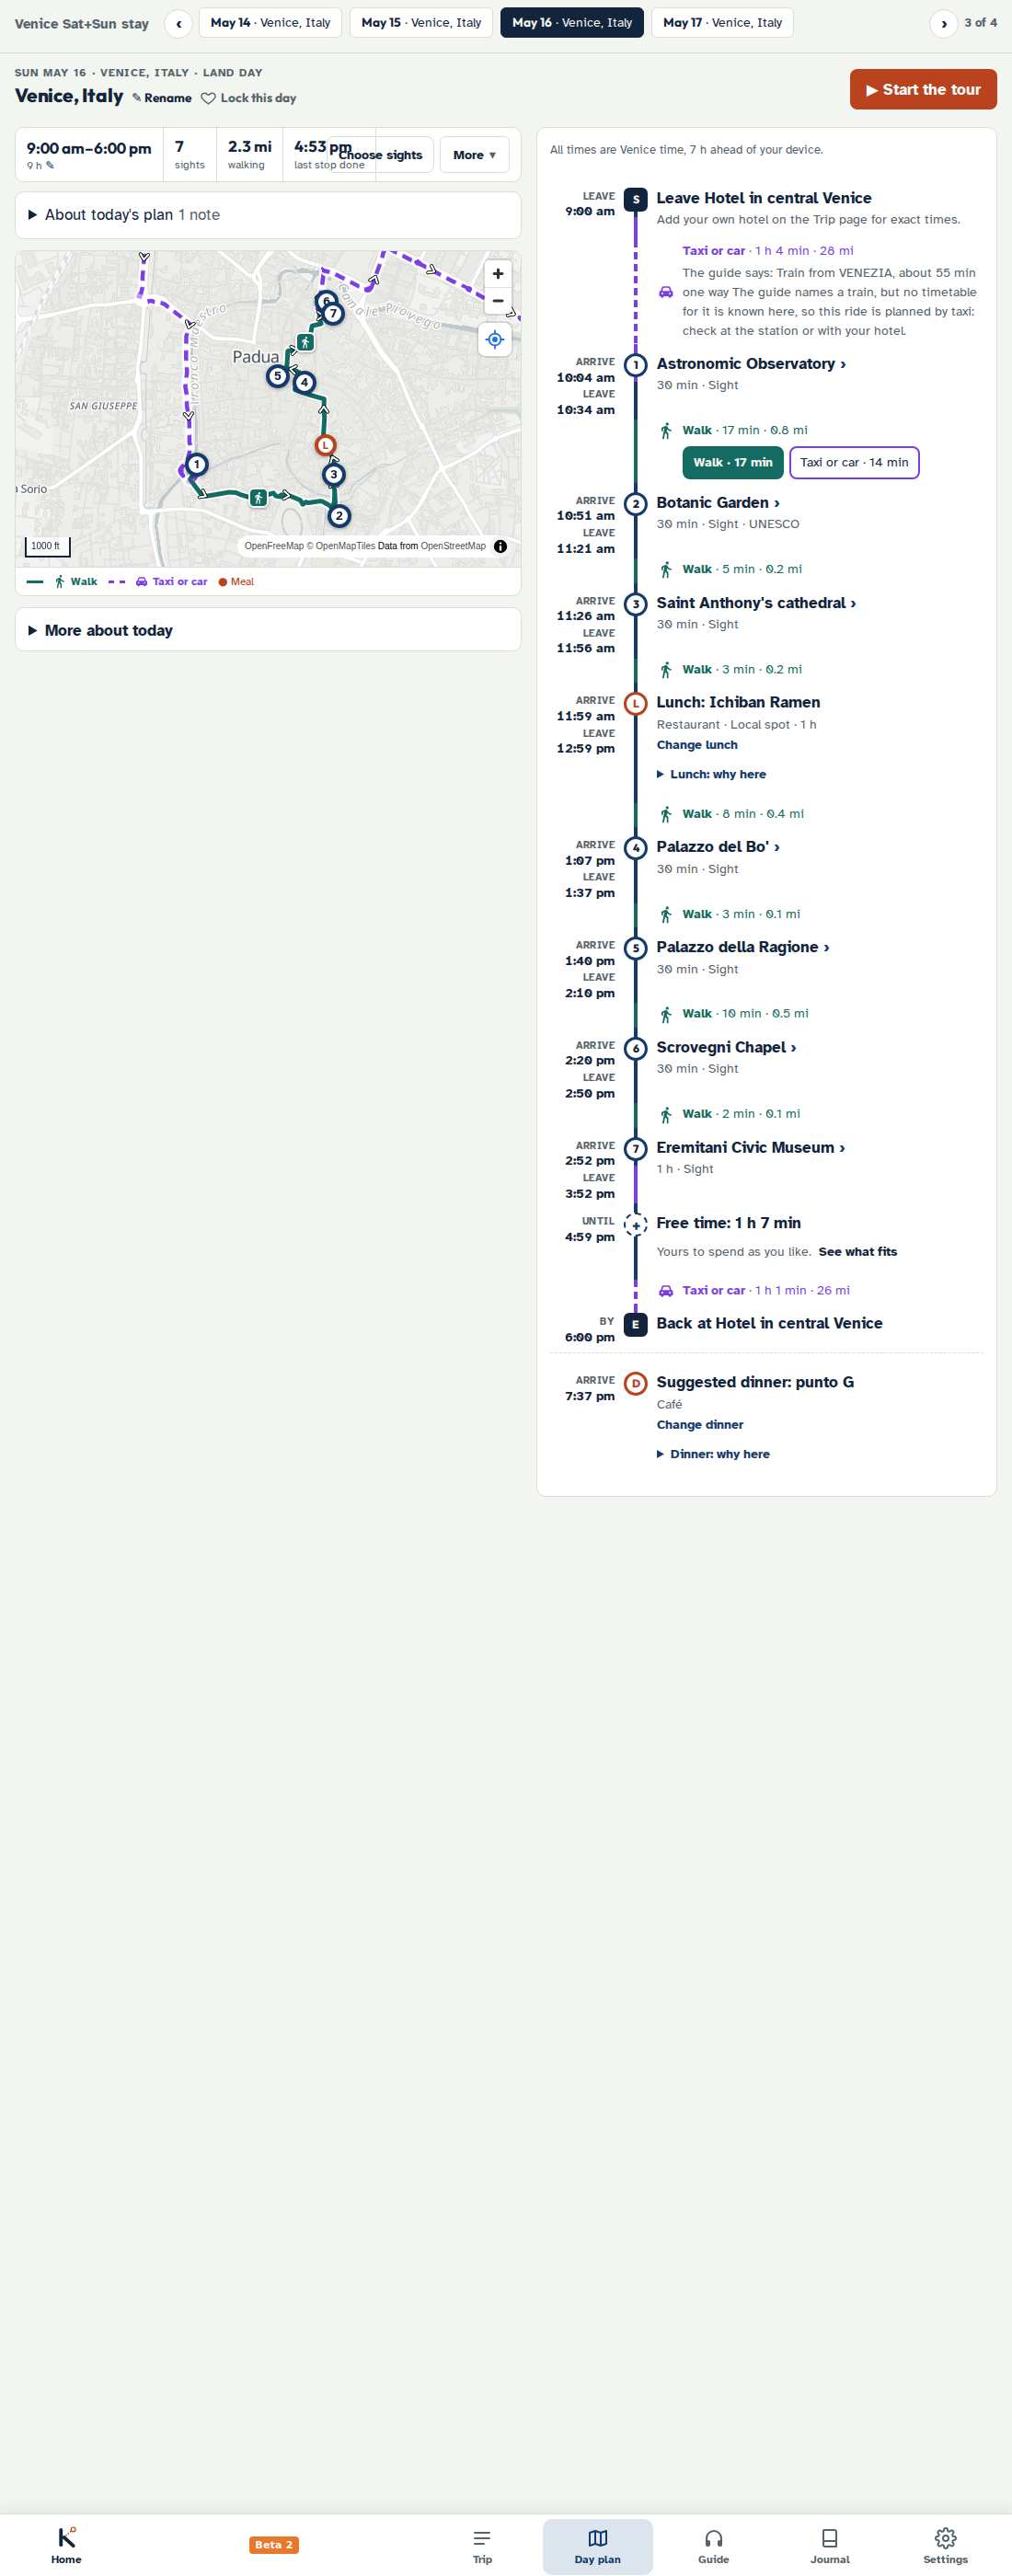 Venice Sat+Sun stay
‹
May 14 · Venice, Italy
May 15 · Venice, Italy
May 16 · Venice, Italy
May 17 · Venice, Italy
›
3 of 4
SUN MAY 16 · VENICE, ITALY · LAND DAY
Venice, Italy ✎ Rename Lock this day
▶ Start the tour
9:00 am–6:00 pm
9 h ✎
7
sights
2.3 mi
walking
4:53 pm
last stop done
Choose sights
More ▼
▶ About today's plan 1 note
Padua
SAN GIUSEPPE
Sorio
Tronco Maestro
Canale Provego
6
7
5
4
L
1
3
2
+
−
1000 ft
OpenFreeMap © OpenMapTiles Data from OpenStreetMap
Walk
Taxi or car
Meal
▶ More about today
All times are Venice time, 7 h ahead of your device.
LEAVE
9:00 am
S
Leave Hotel in central Venice
Add your own hotel on the Trip page for exact times.
Taxi or car · 1 h 4 min · 28 mi
The guide says: Train from VENEZIA, about 55 min
one way The guide names a train, but no timetable
for it is known here, so this ride is planned by taxi:
check at the station or with your hotel.
ARRIVE
10:04 am
LEAVE
10:34 am
1
Astronomic Observatory ›
30 min · Sight
Walk · 17 min · 0.8 mi
Walk · 17 min
Taxi or car · 14 min
ARRIVE
10:51 am
LEAVE
11:21 am
2
Botanic Garden ›
30 min · Sight · UNESCO
Walk · 5 min · 0.2 mi
ARRIVE
11:26 am
LEAVE
11:56 am
3
Saint Anthony's cathedral ›
30 min · Sight
Walk · 3 min · 0.2 mi
ARRIVE
11:59 am
LEAVE
12:59 pm
L
Lunch: Ichiban Ramen
Restaurant · Local spot · 1 h
Change lunch
▶ Lunch: why here
Walk · 8 min · 0.4 mi
ARRIVE
1:07 pm
LEAVE
1:37 pm
4
Palazzo del Bo' ›
30 min · Sight
Walk · 3 min · 0.1 mi
ARRIVE
1:40 pm
LEAVE
2:10 pm
5
Palazzo della Ragione ›
30 min · Sight
Walk · 10 min · 0.5 mi
ARRIVE
2:20 pm
LEAVE
2:50 pm
6
Scrovegni Chapel ›
30 min · Sight
Walk · 2 min · 0.1 mi
ARRIVE
2:52 pm
LEAVE
3:52 pm
7
Eremitani Civic Museum ›
1 h · Sight
UNTIL
4:59 pm
+
Free time: 1 h 7 min
Yours to spend as you like. See what fits
Taxi or car · 1 h 1 min · 26 mi
BY
6:00 pm
E
Back at Hotel in central Venice
ARRIVE
7:37 pm
D
Suggested dinner: punto G
Café
Change dinner
▶ Dinner: why here
Home
Beta 2
Trip
Day plan
Guide
Journal
Settings